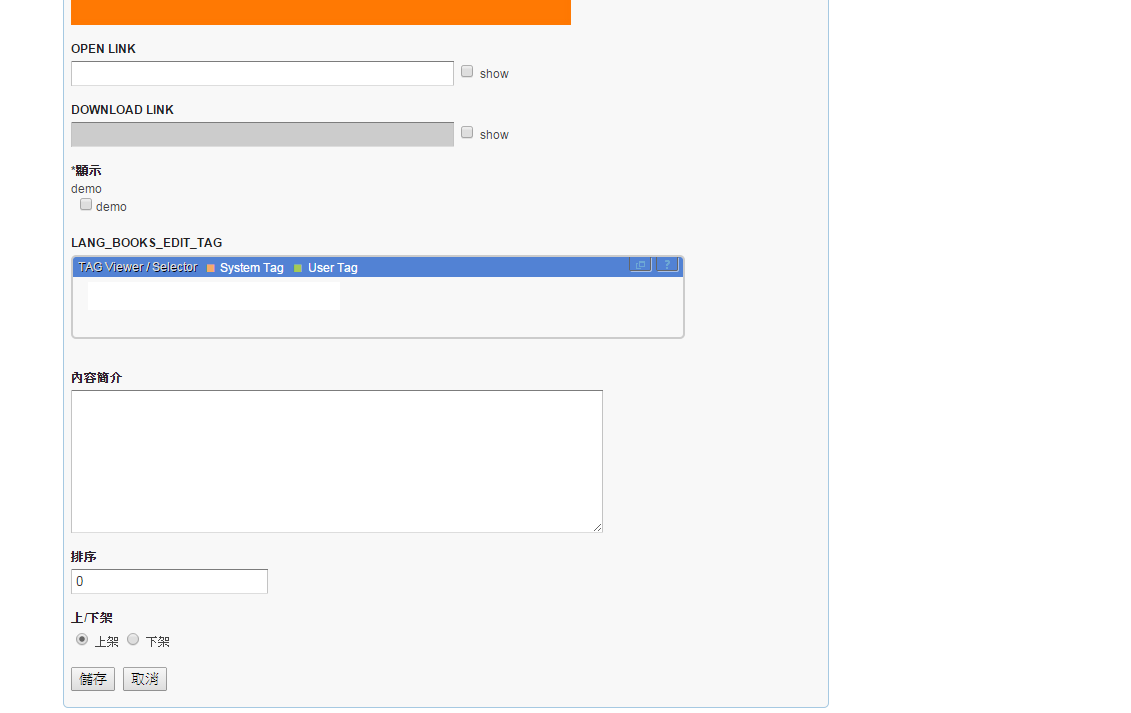 OPEN LINK
show
DOWNLOAD LINK
show
*顯示
demo
demo
LANG_BOOKS_EDIT_TAG
TAG Viewer / Selector System Tag User Tag ?
內容簡介
排序
0
上/下架
上架 下架
儲存 取消